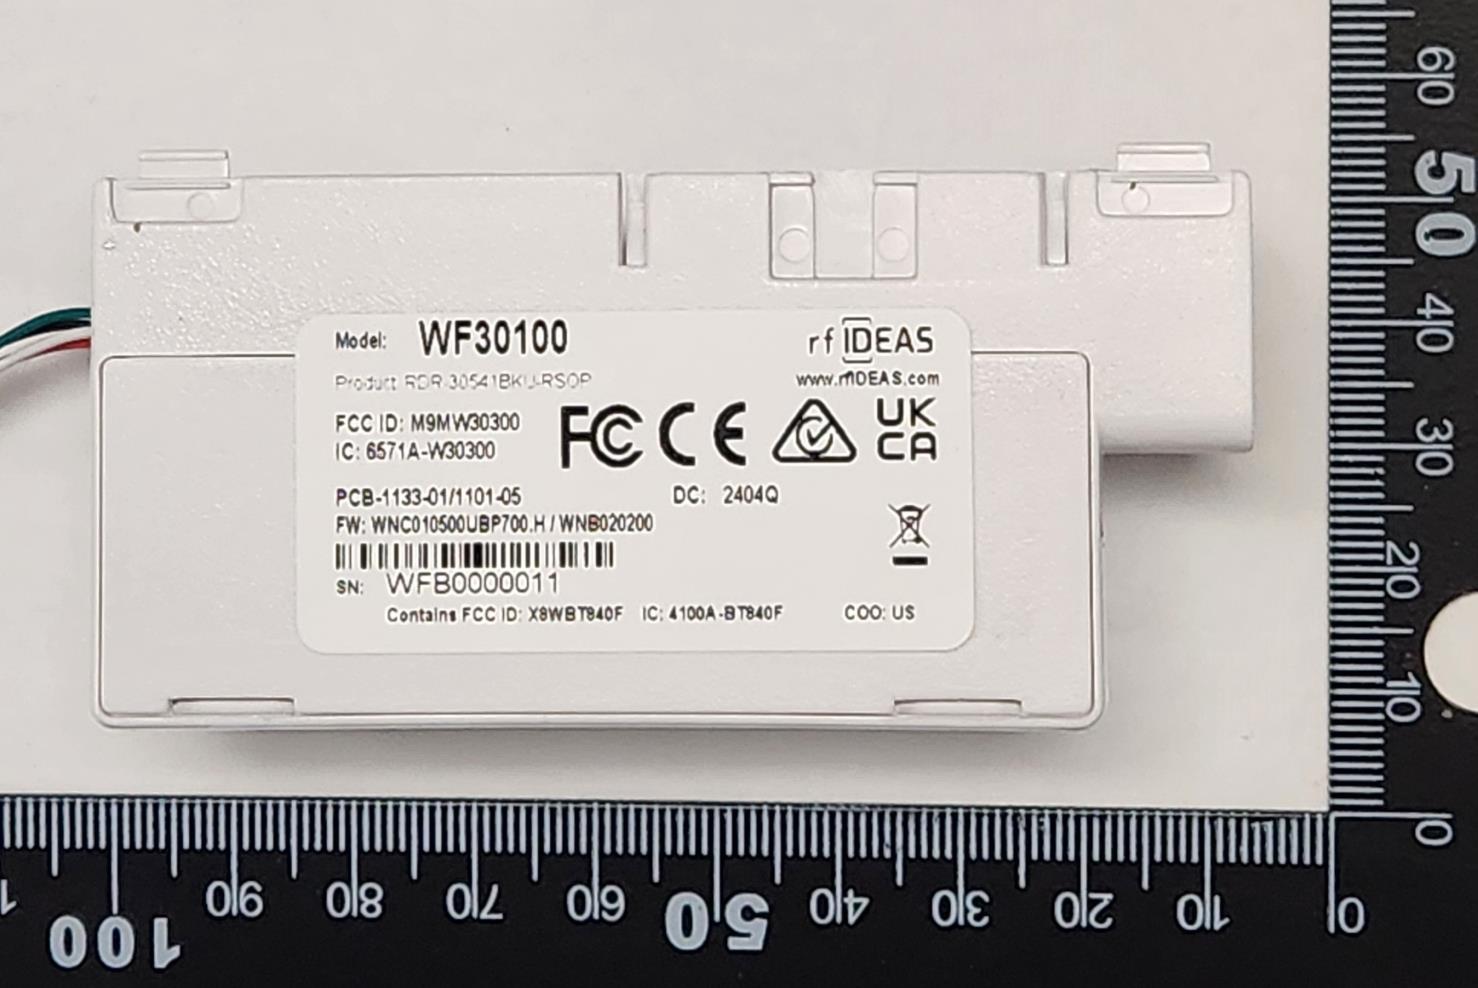 Model: WF30100
rf IDEAS
Product: RDR-30541BKU-RSOP
www.rfIDEAS.com
FCC ID: M9MW30300
IC: 6571A-W30300
FC CE UK
CA
PCB-1133-01/1101-05 DC: 2404Q
FW: WNC010500UBP700.H / WNB020200
SN: WFB0000011
Contains FCC ID: X8WBT840F IC: 4100A-BT840F COO: US
60
50
40
30
20
10
0
100 90 80 70 60 50 40 30 20 10 0